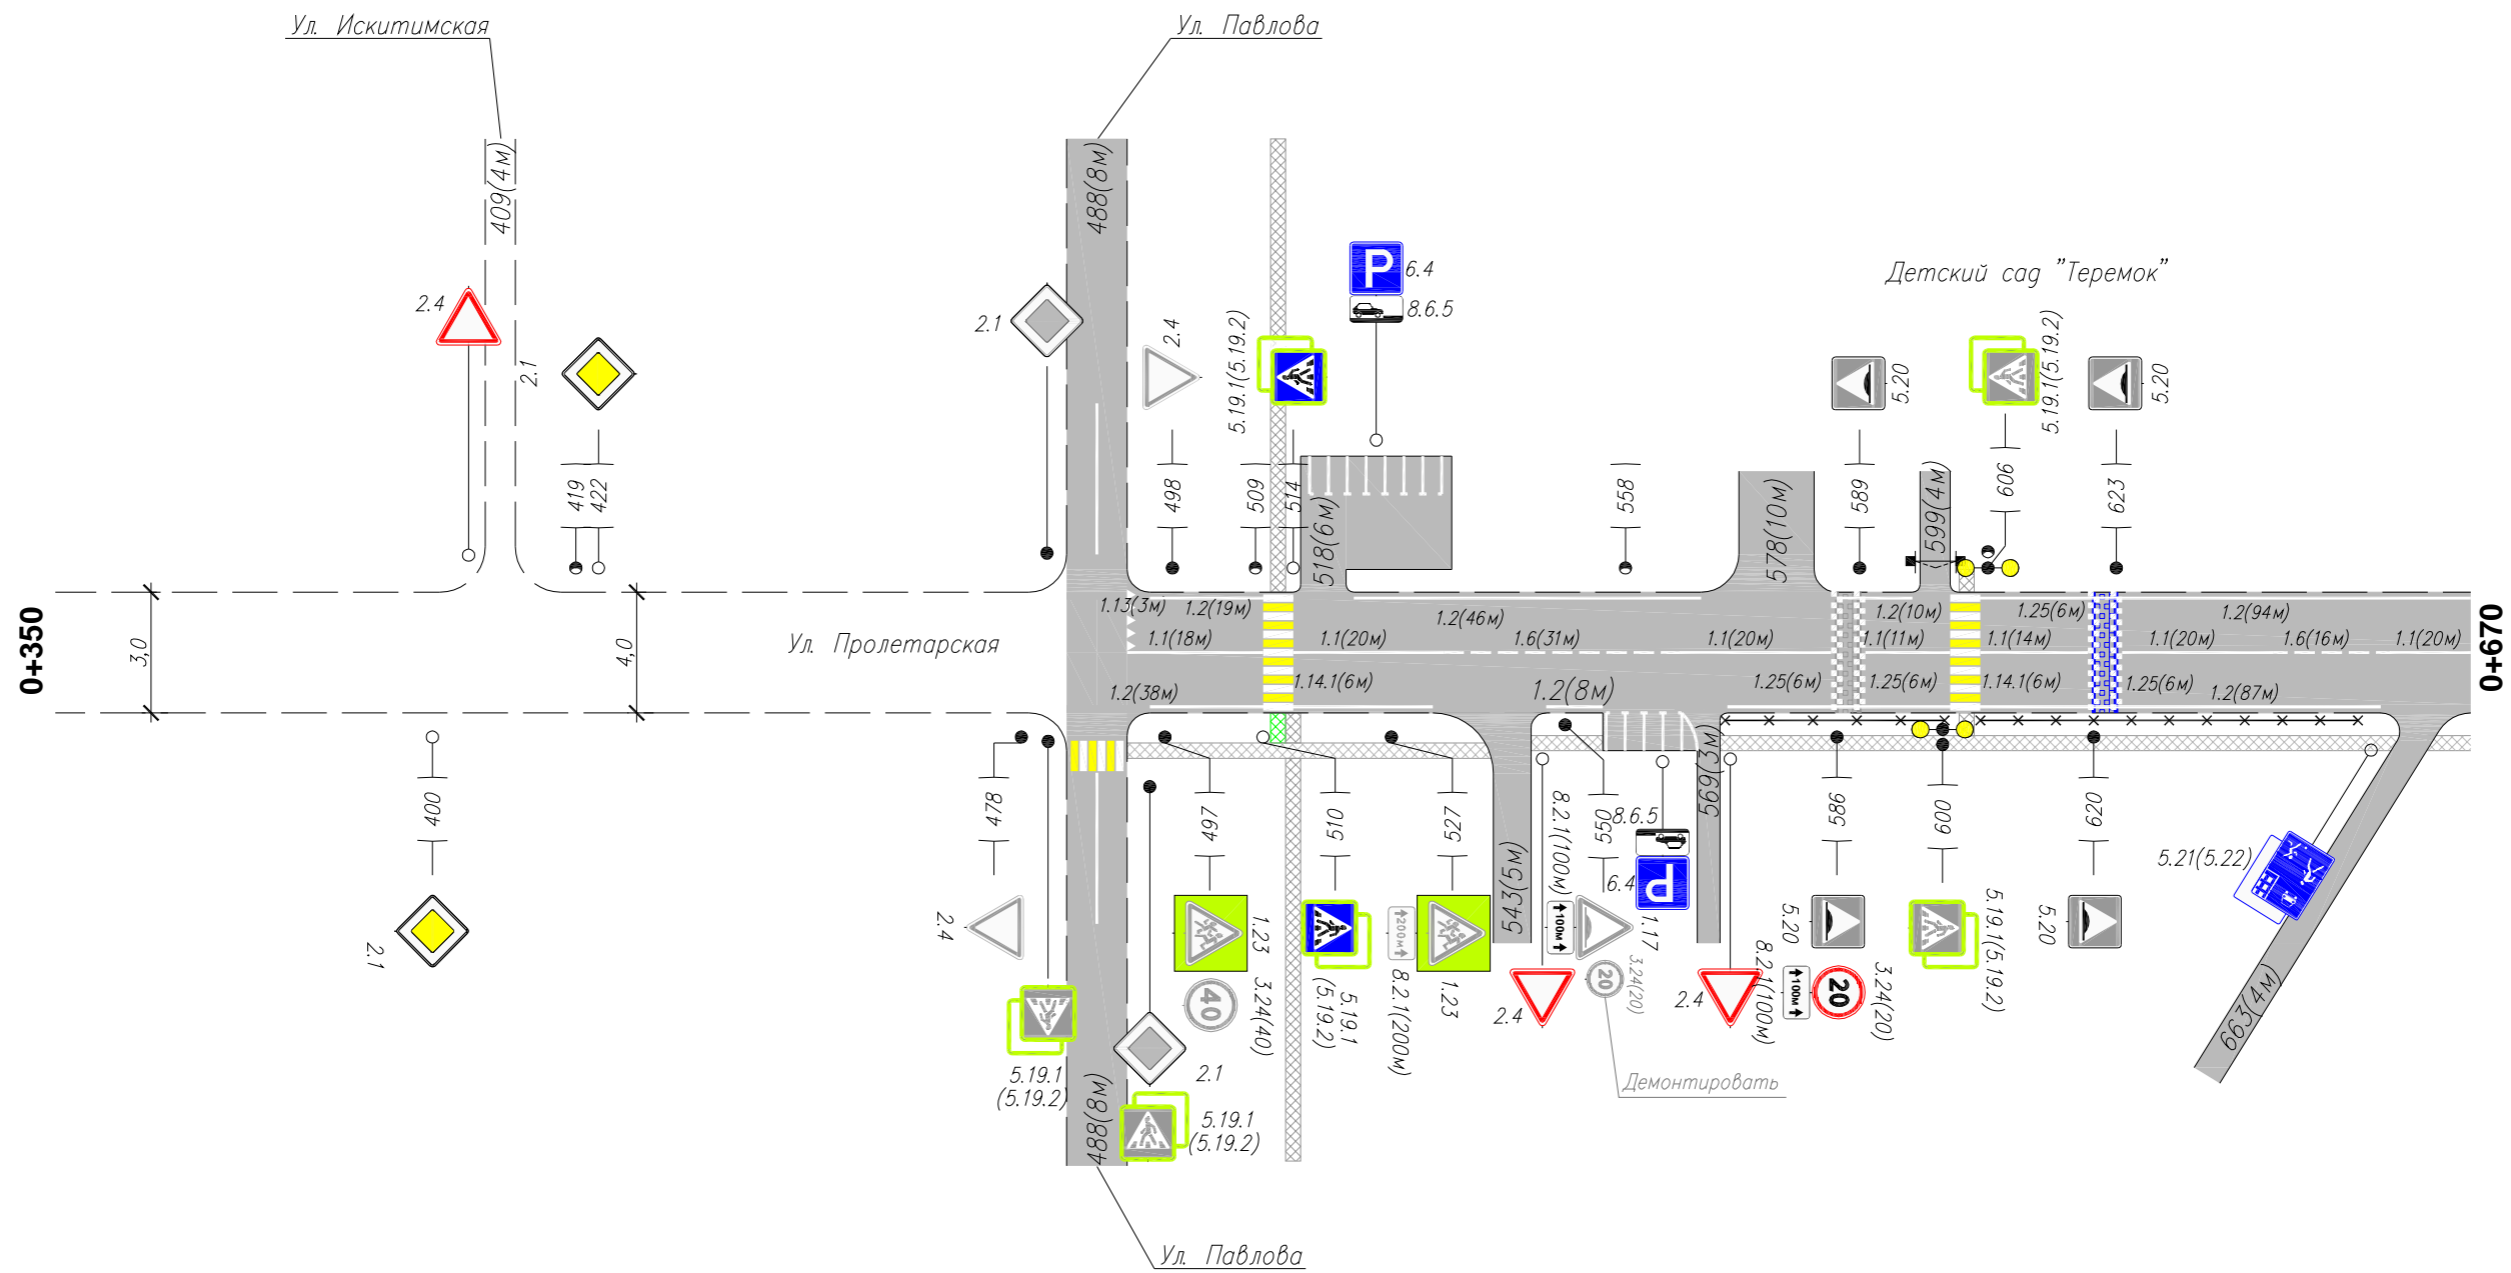 Ул. Искитимская
Ул. Павлова
409(4м)
488(8м)
6.4
8.6.5
Детский сад "Теремок"
2.4
2.1
2.1
2.4
5.19.1(5.19.2)
5.20
5.19.1(5.19.2)
5.20
P
419
422
498
509
514
518(6м)
558
578(10м)
589
599(4м)
606
623
0+350
3,0
4,0
Ул. Пролетарская
1.13(3м)
1.2(19м)
1.1(18м)
1.2(38м)
1.1(20м)
1.14.1(6м)
1.2(46м)
1.6(31м)
1.2(8м)
1.1(20м)
1.25(6м)
1.2(10м)
1.1(11м)
1.25(6м)
1.25(6м)
1.1(14м)
1.14.1(6м)
1.2(94м)
1.1(20м)
1.25(6м)
1.2(87м)
1.6(16м)
1.1(20м)
0+670
400
478
497
510
527
543(5м)
550
569(3м)
586
600
620
8.2.1(100м)
8.6.5
6.4
P
1.17
5.21(5.22)
2.1
2.4
1.23
3.24(40)
40
5.19.1
(5.19.2)
200м
8.2.1(200м)
1.23
100м
20
3.24(20)
2.4
2.4
8.2.1(100м)
100м
20
3.24(20)
5.20
5.19.1(5.19.2)
5.20
663(4м)
5.19.1
(5.19.2)
2.1
5.19.1
(5.19.2)
488(8м)
Демонтировать
Ул. Павлова